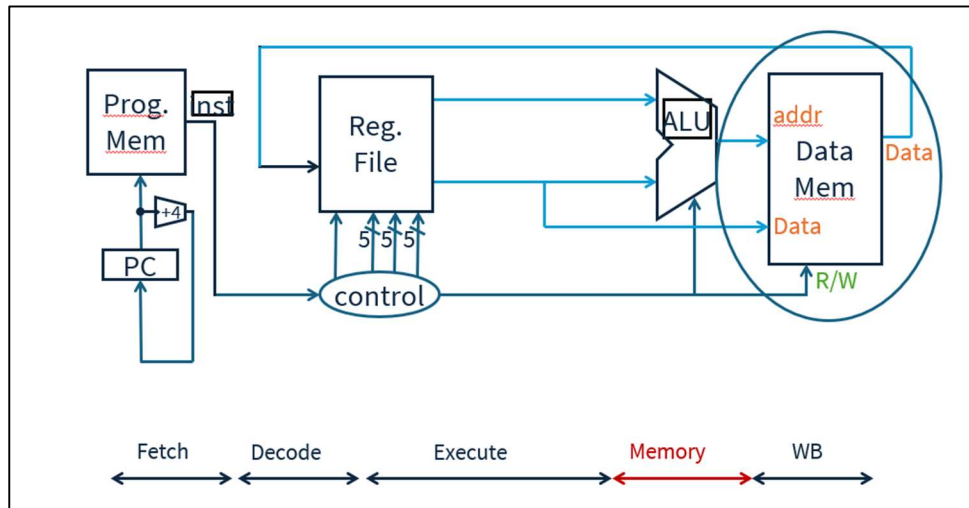 Prog.
Mem
Inst
Reg.
File
ALU
addr
Data
Mem
Data
Data
+4
PC
5 5 5
control
R/W
Fetch Decode Execute Memory WB